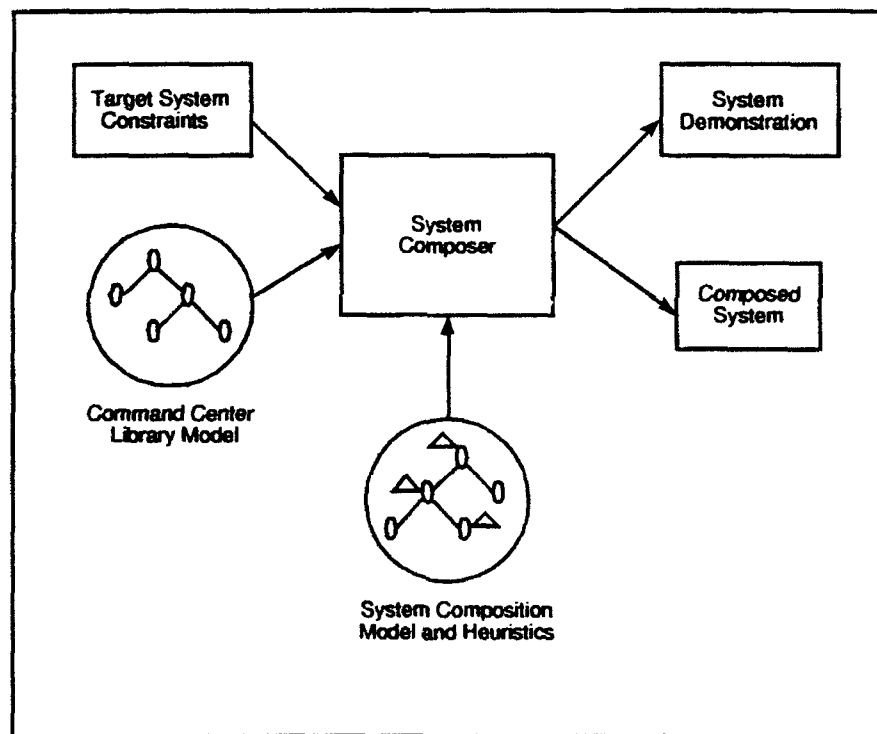 Target System
Constraints
System
Demonstration
System
Composer
Composed
System
Command Center
Library Model
System Composition
Model and Heuristics